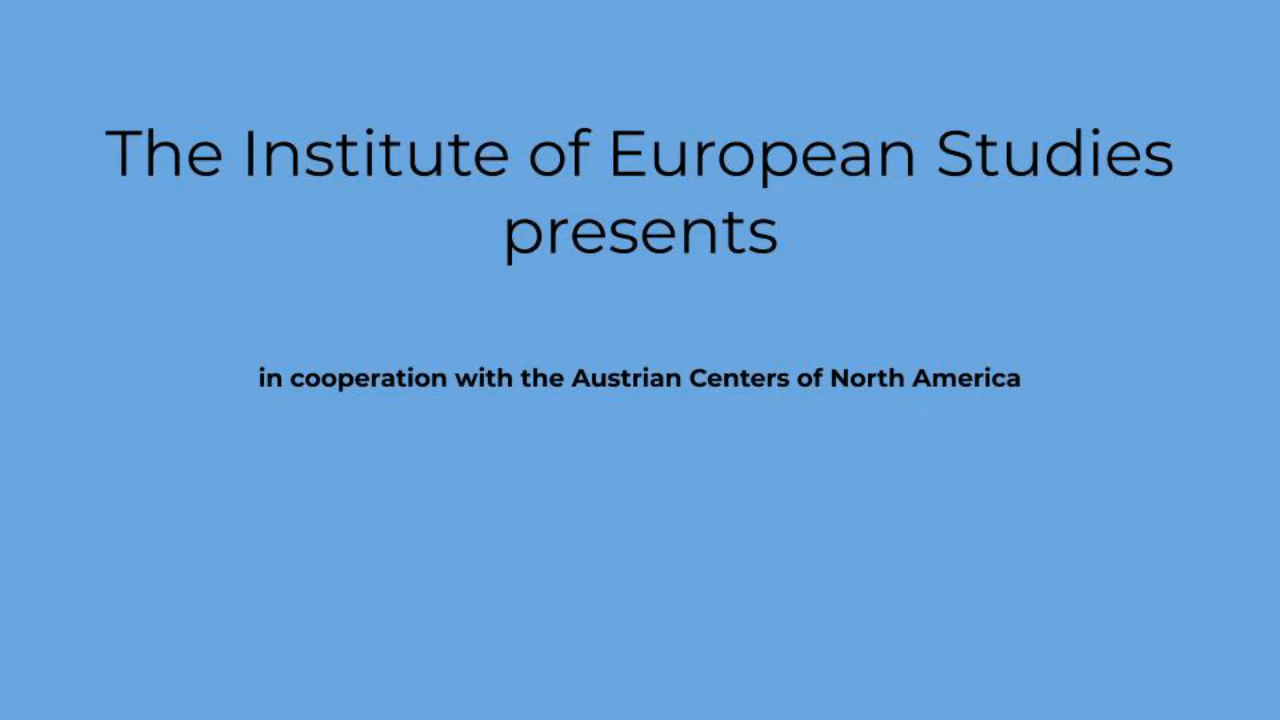 The Institute of European Studies
presents
in cooperation with the Austrian Centers of North America